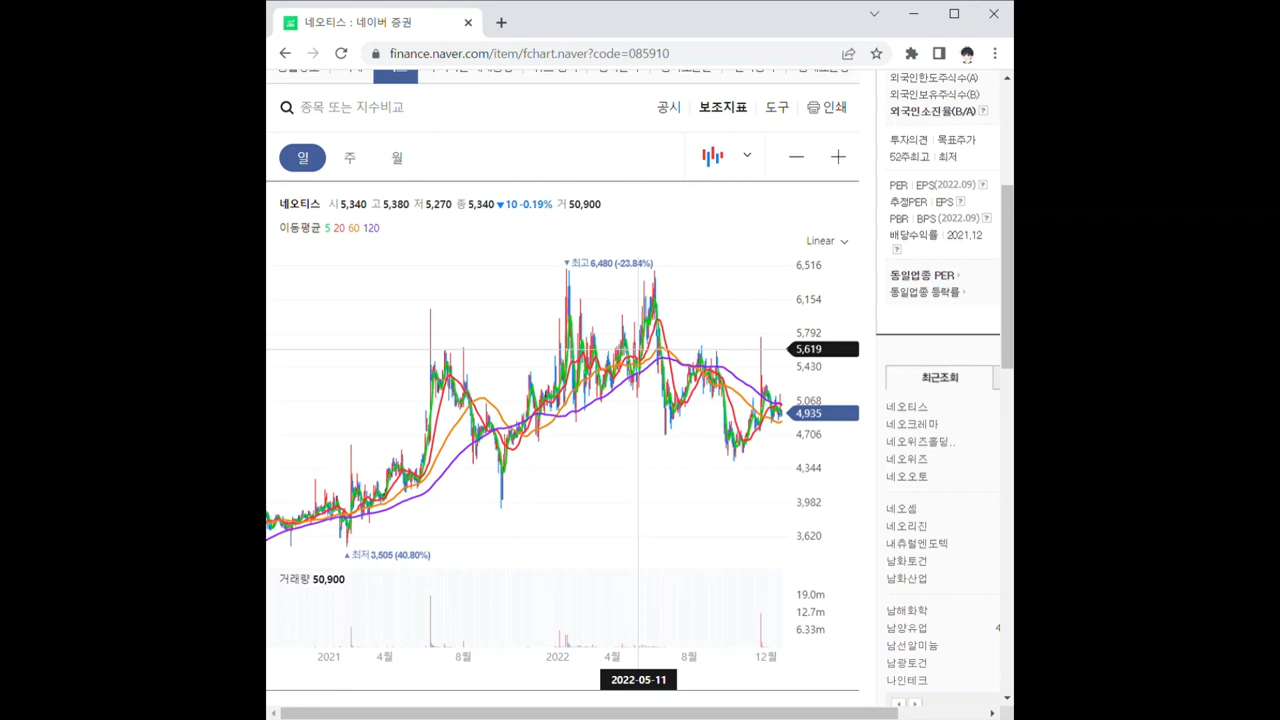 네오티스 : 네이버 증권
finance.naver.com/item/fchart.naver?code=085910
종목 또는 지수비교
공시
보조지표
도구
인쇄
일
주
월
네오티스 시 5,340 고 5,380 저 5,270 종 5,340 ▼10 -0.19% 거 50,900
이동평균 5 20 60 120
Linear
▼최고 6,480 (-23.84%)
6,516
6,154
5,792
5,619
5,430
5,068
4,935
4,706
4,344
3,982
3,620
▲최저 3,505 (40.80%)
거래량 50,900
19.0m
12.7m
6.33m
2021
4월
8월
2022
4월
8월
12월
2022-05-11
외국인한도주식수(A)
외국인보유주식수(B)
외국인소진율(B/A) ?
투자의견 | 목표주가
52주최고 | 최저
PER | EPS(2022.09) ?
추정PER | EPS ?
PBR | BPS (2022.09) ?
배당수익률 | 2021.12
?
동일업종 PER
동일업종 등락률
최근조회
네오티스
네오크레마
네오위즈홀딩..
네오위즈
네오오토
네오셈
네오리진
내츄럴엔도텍
남화토건
남화산업
남해화학
남양유업
4
남선알미늄
남광토건
나인테크